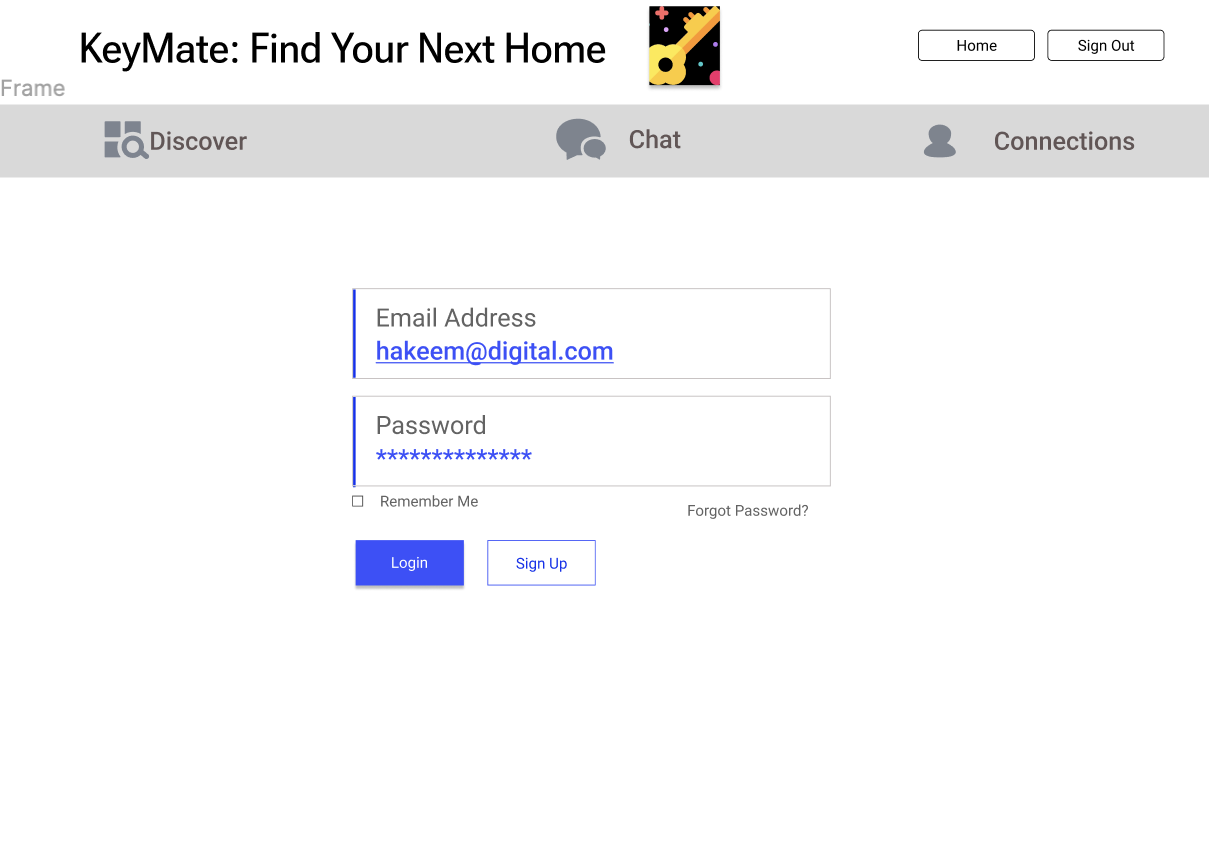 KeyMate: Find Your Next Home
Home
Sign Out
Frame
Discover
Chat
Connections
Email Address
hakeem@digital.com
Password
**************
Remember Me
Forgot Password?
Login
Sign Up